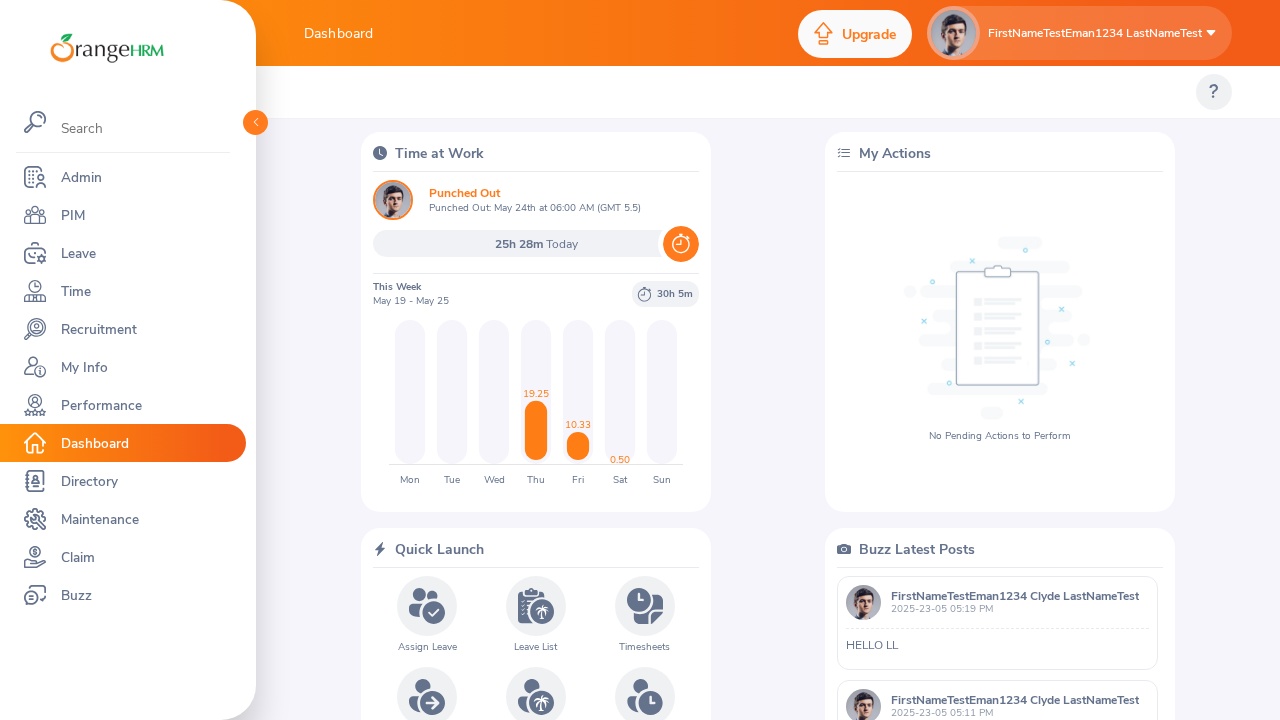 OrangeHRM
Dashboard
Upgrade
FirstNameTestEman1234 LastNameTest
?
Search
Admin
PIM
Leave
Time
Recruitment
My Info
Performance
Dashboard
Directory
Maintenance
Claim
Buzz
Time at Work
Punched Out
Punched Out: May 24th at 06:00 AM (GMT 5.5)
25h 28m Today
This Week
May 19 - May 25
30h 5m
19.25
10.33
0.50
Mon Tue Wed Thu Fri Sat Sun
My Actions
No Pending Actions to Perform
Quick Launch
Assign Leave
Leave List
Timesheets
Buzz Latest Posts
FirstNameTestEman1234 Clyde LastNameTest
2025-23-05 05:19 PM
HELLO LL
FirstNameTestEman1234 Clyde LastNameTest
2025-23-05 05:11 PM